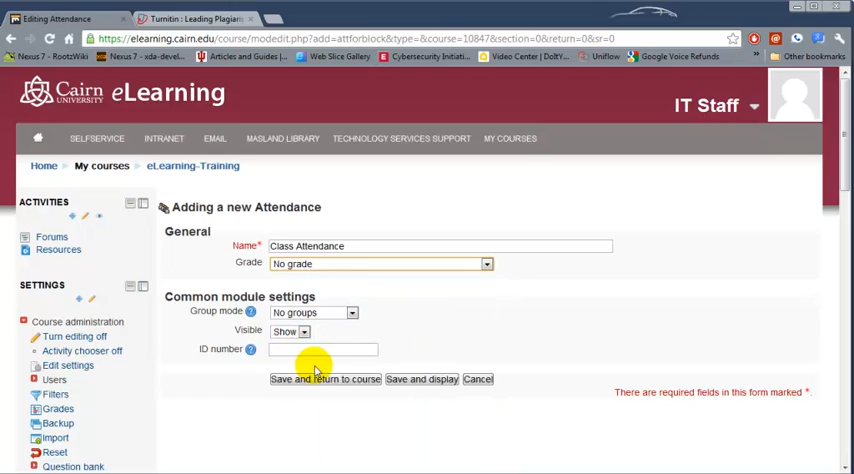 Editing Attendance
Turnitin : Leading Plagiaris
https://elearning.cairn.edu/course/modedit.php?add=attforblock&type=&course=10847&section=0&return=0&sr=0
Nexus 7 - RootzWiki
Nexus 7 - xda-devel...
Articles and Guides |...
Web Slice Gallery
Cybersecurity Initiati...
Video Center | DoItY...
Uniflow
Google Voice Refunds
»
Other bookmarks
Cairn UNIVERSITY eLearning
IT Staff
SELFSERVICE
INTRANET
EMAIL
MASLAND LIBRARY
TECHNOLOGY SERVICES SUPPORT
MY COURSES
Home
My courses
eLearning-Training
ACTIVITIES
Forums
Resources
SETTINGS
Course administration
Turn editing off
Activity chooser off
Edit settings
Users
Filters
Grades
Backup
Import
Reset
Question bank
Adding a new Attendance
General
Name* Class Attendance
Grade No grade
Common module settings
Group mode No groups
Visible Show
ID number
Save and return to course Save and display Cancel
There are required fields in this form marked *.